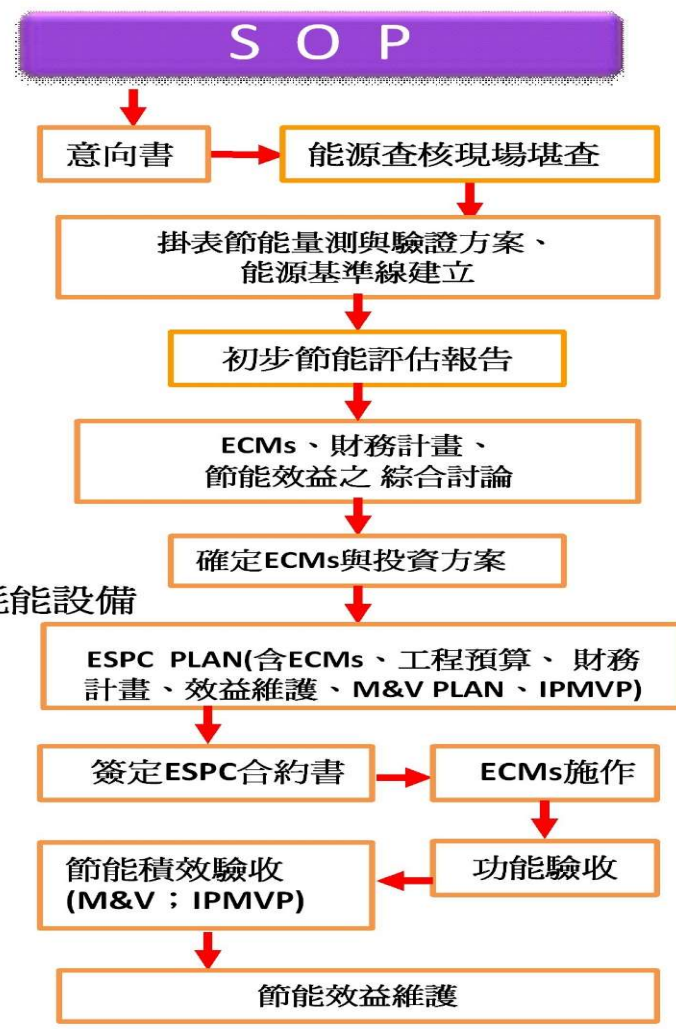 S O P
意向書
能源查核現場堪查
掛表節能量測與驗證方案、
能源基準線建立
初步節能評估報告
ECMs、財務計畫、
節能效益之 綜合討論
確定ECMs與投資方案
能設備
ESPC PLAN(含ECMs、工程預算、 財務
計畫、效益維護、M&V PLAN、IPMVP)
簽定ESPC合約書
ECMs施作
功能驗收
節能積效驗收
(M&V；IPMVP)
節能效益維護